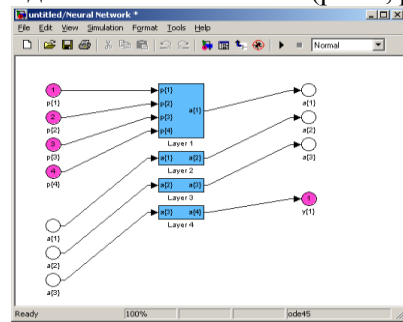 untitled/Neural Network *
File Edit View Simulation Format Tools Help
Normal
1
p{1}
2
p{2}
3
p{3}
4
p{4}
p{1}
p{2}
p{3}
p{4}
a{1}
Layer 1
a{1} a{2}
Layer 2
a{2} a{3}
Layer 3
a{3} a{4}
Layer 4
a{1}
a{2}
a{3}
1
y{1}
a{1}
a{2}
a{3}
Ready 100% ode45